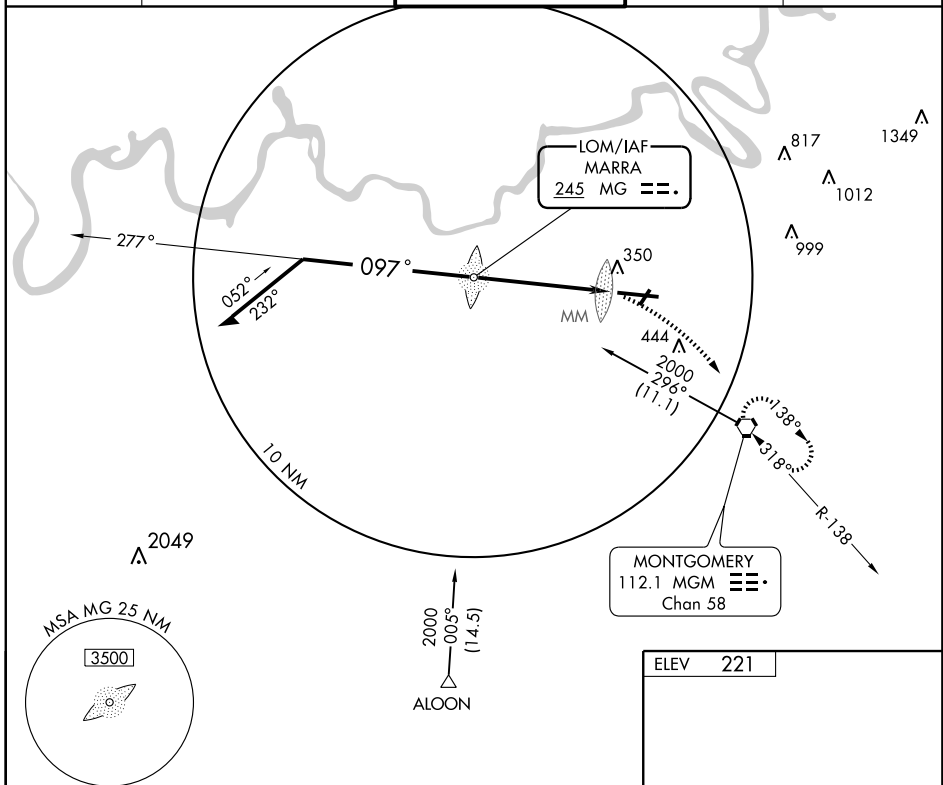 817
1349
1012
999
LOM/IAF
MARRA
245 MG
277°
097°
350
052°
232°
MM
444
2000
296°
(11.1)
138°
318°
R-138
10 NM
2049
MONTGOMERY
112.1 MGM
Chan 58
MSA MG 25 NM
3500
2000
005°
(14.5)
ALOON
ELEV 221